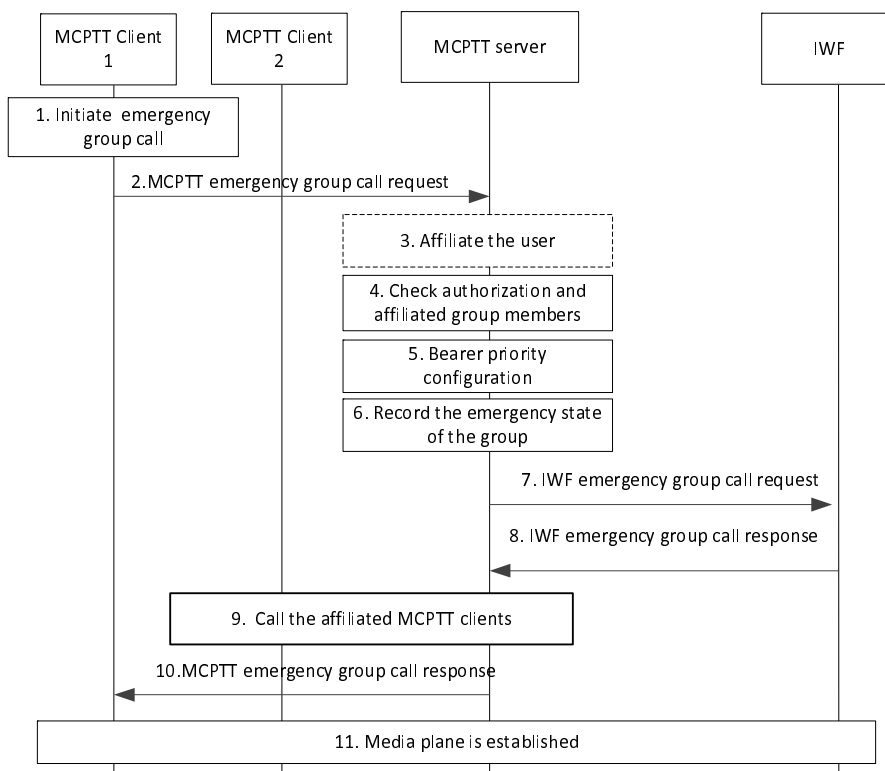 MCPTT Client
1
MCPTT Client
2
MCPTT server
IWF
1. Initiate emergency
group call
2.MCPTT emergency group call request
3. Affiliate the user
4. Check authorization and
affiliated group members
5. Bearer priority
configuration
6. Record the emergency state
of the group
7. IWF emergency group call request
8. IWF emergency group call response
9. Call the affiliated MCPTT clients
10.MCPTT emergency group call response
11. Media plane is established